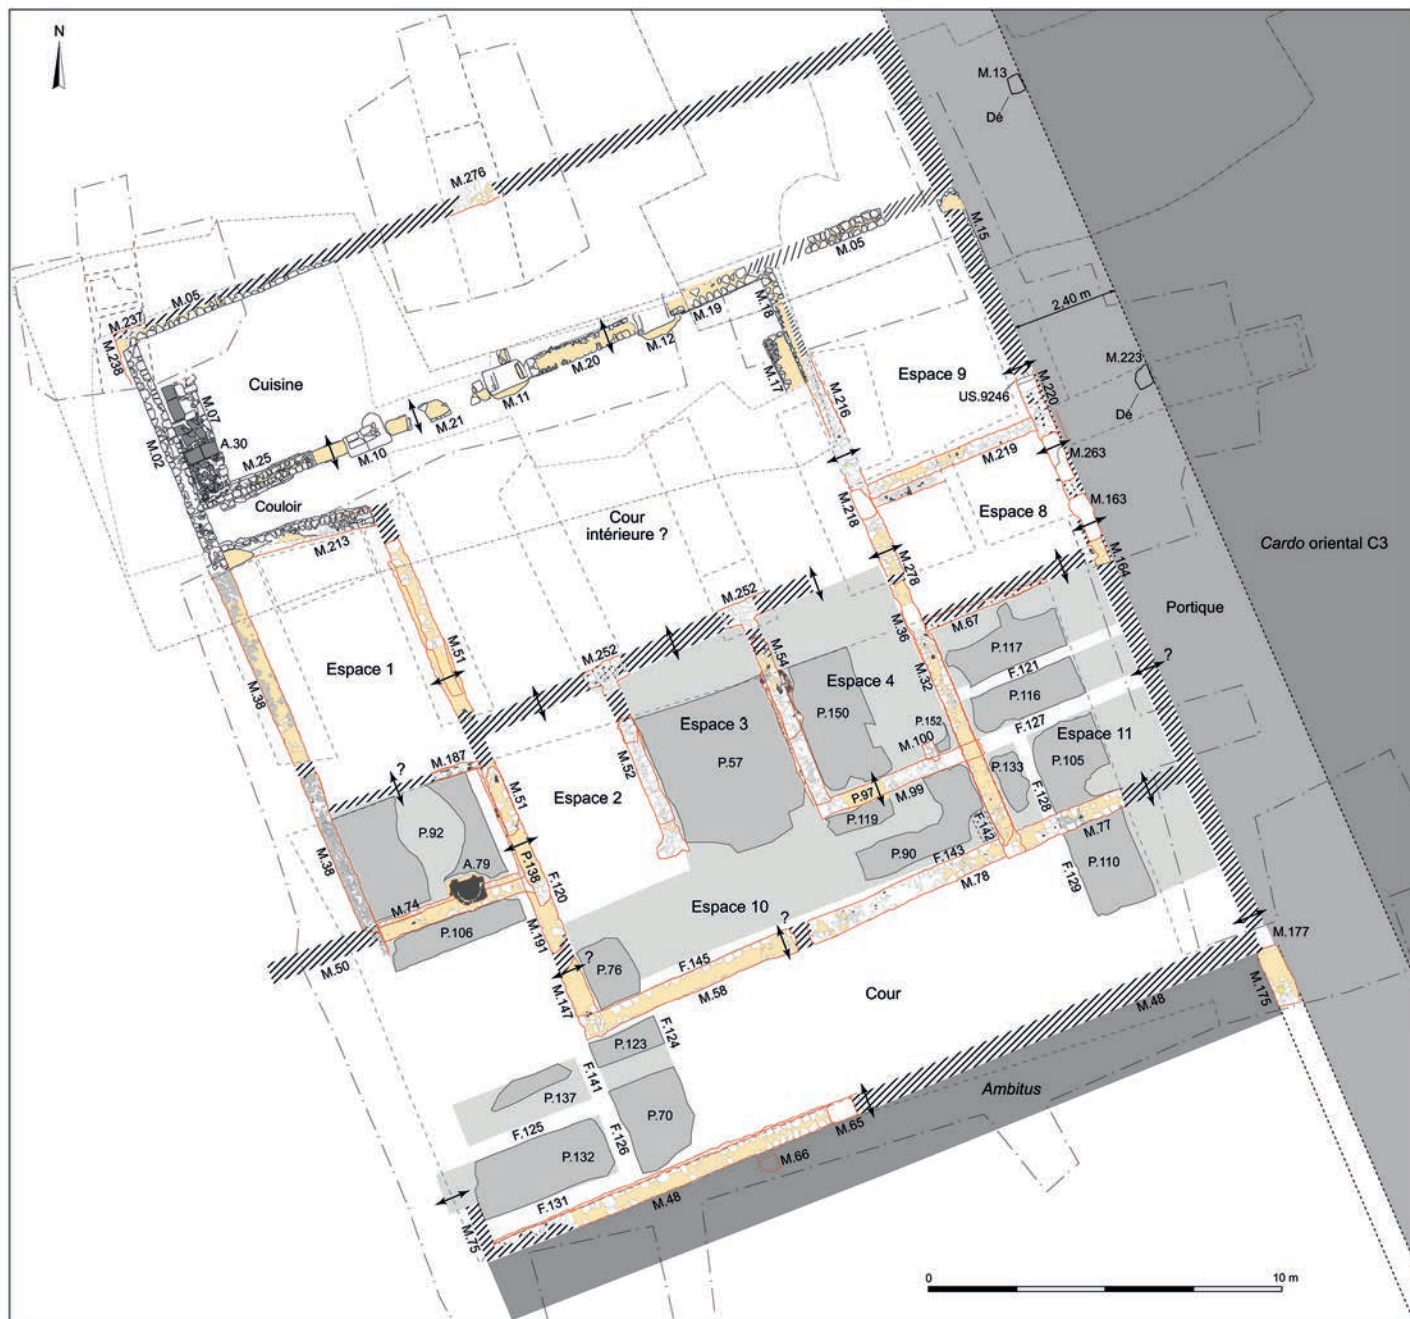 N
M.13
Dé
M.276
M.15
M.05
M.05
M.237
M.238
2,40 m
M.19
M.18
M.12
M.20
M.223
Dé
Cuisine
M.07
M.11
M.17
Espace 9
US.9246
M.220
M.216
M.21
A.30
M.02
M.25
M.10
M.219
M.263
Couloir
M.218
M.163
Cour
intérieure ?
Espace 8
M.213
Cardo oriental C3
M.278
M.164
M.252
Portique
M.36
M.67
M.51
M.252
M.54
P.117
?
Espace 1
M.32
F.121
M.38
Espace 4
P.116
P.150
Espace 3
P.152
F.127
Espace 11
M.187
?
M.100
P.57
M.52
P.105
P.133
M.51
Espace 2
P.97
M.99
F.128
P.119
P.92
F.142
M.77
P.138
P.90
F.143
P.110
A.79
M.38
M.78
F.129
F.120
M.74
Espace 10
?
P.106
M.191
M.177
?
F.145
M.50
P.76
M.58
M.147
Cour
M.175
M.48
F.124
P.123
F.141
Ambitus
P.137
P.70
F.125
M.65
F.126
P.132
M.66
F.131
M.48
M.75
0
10 m